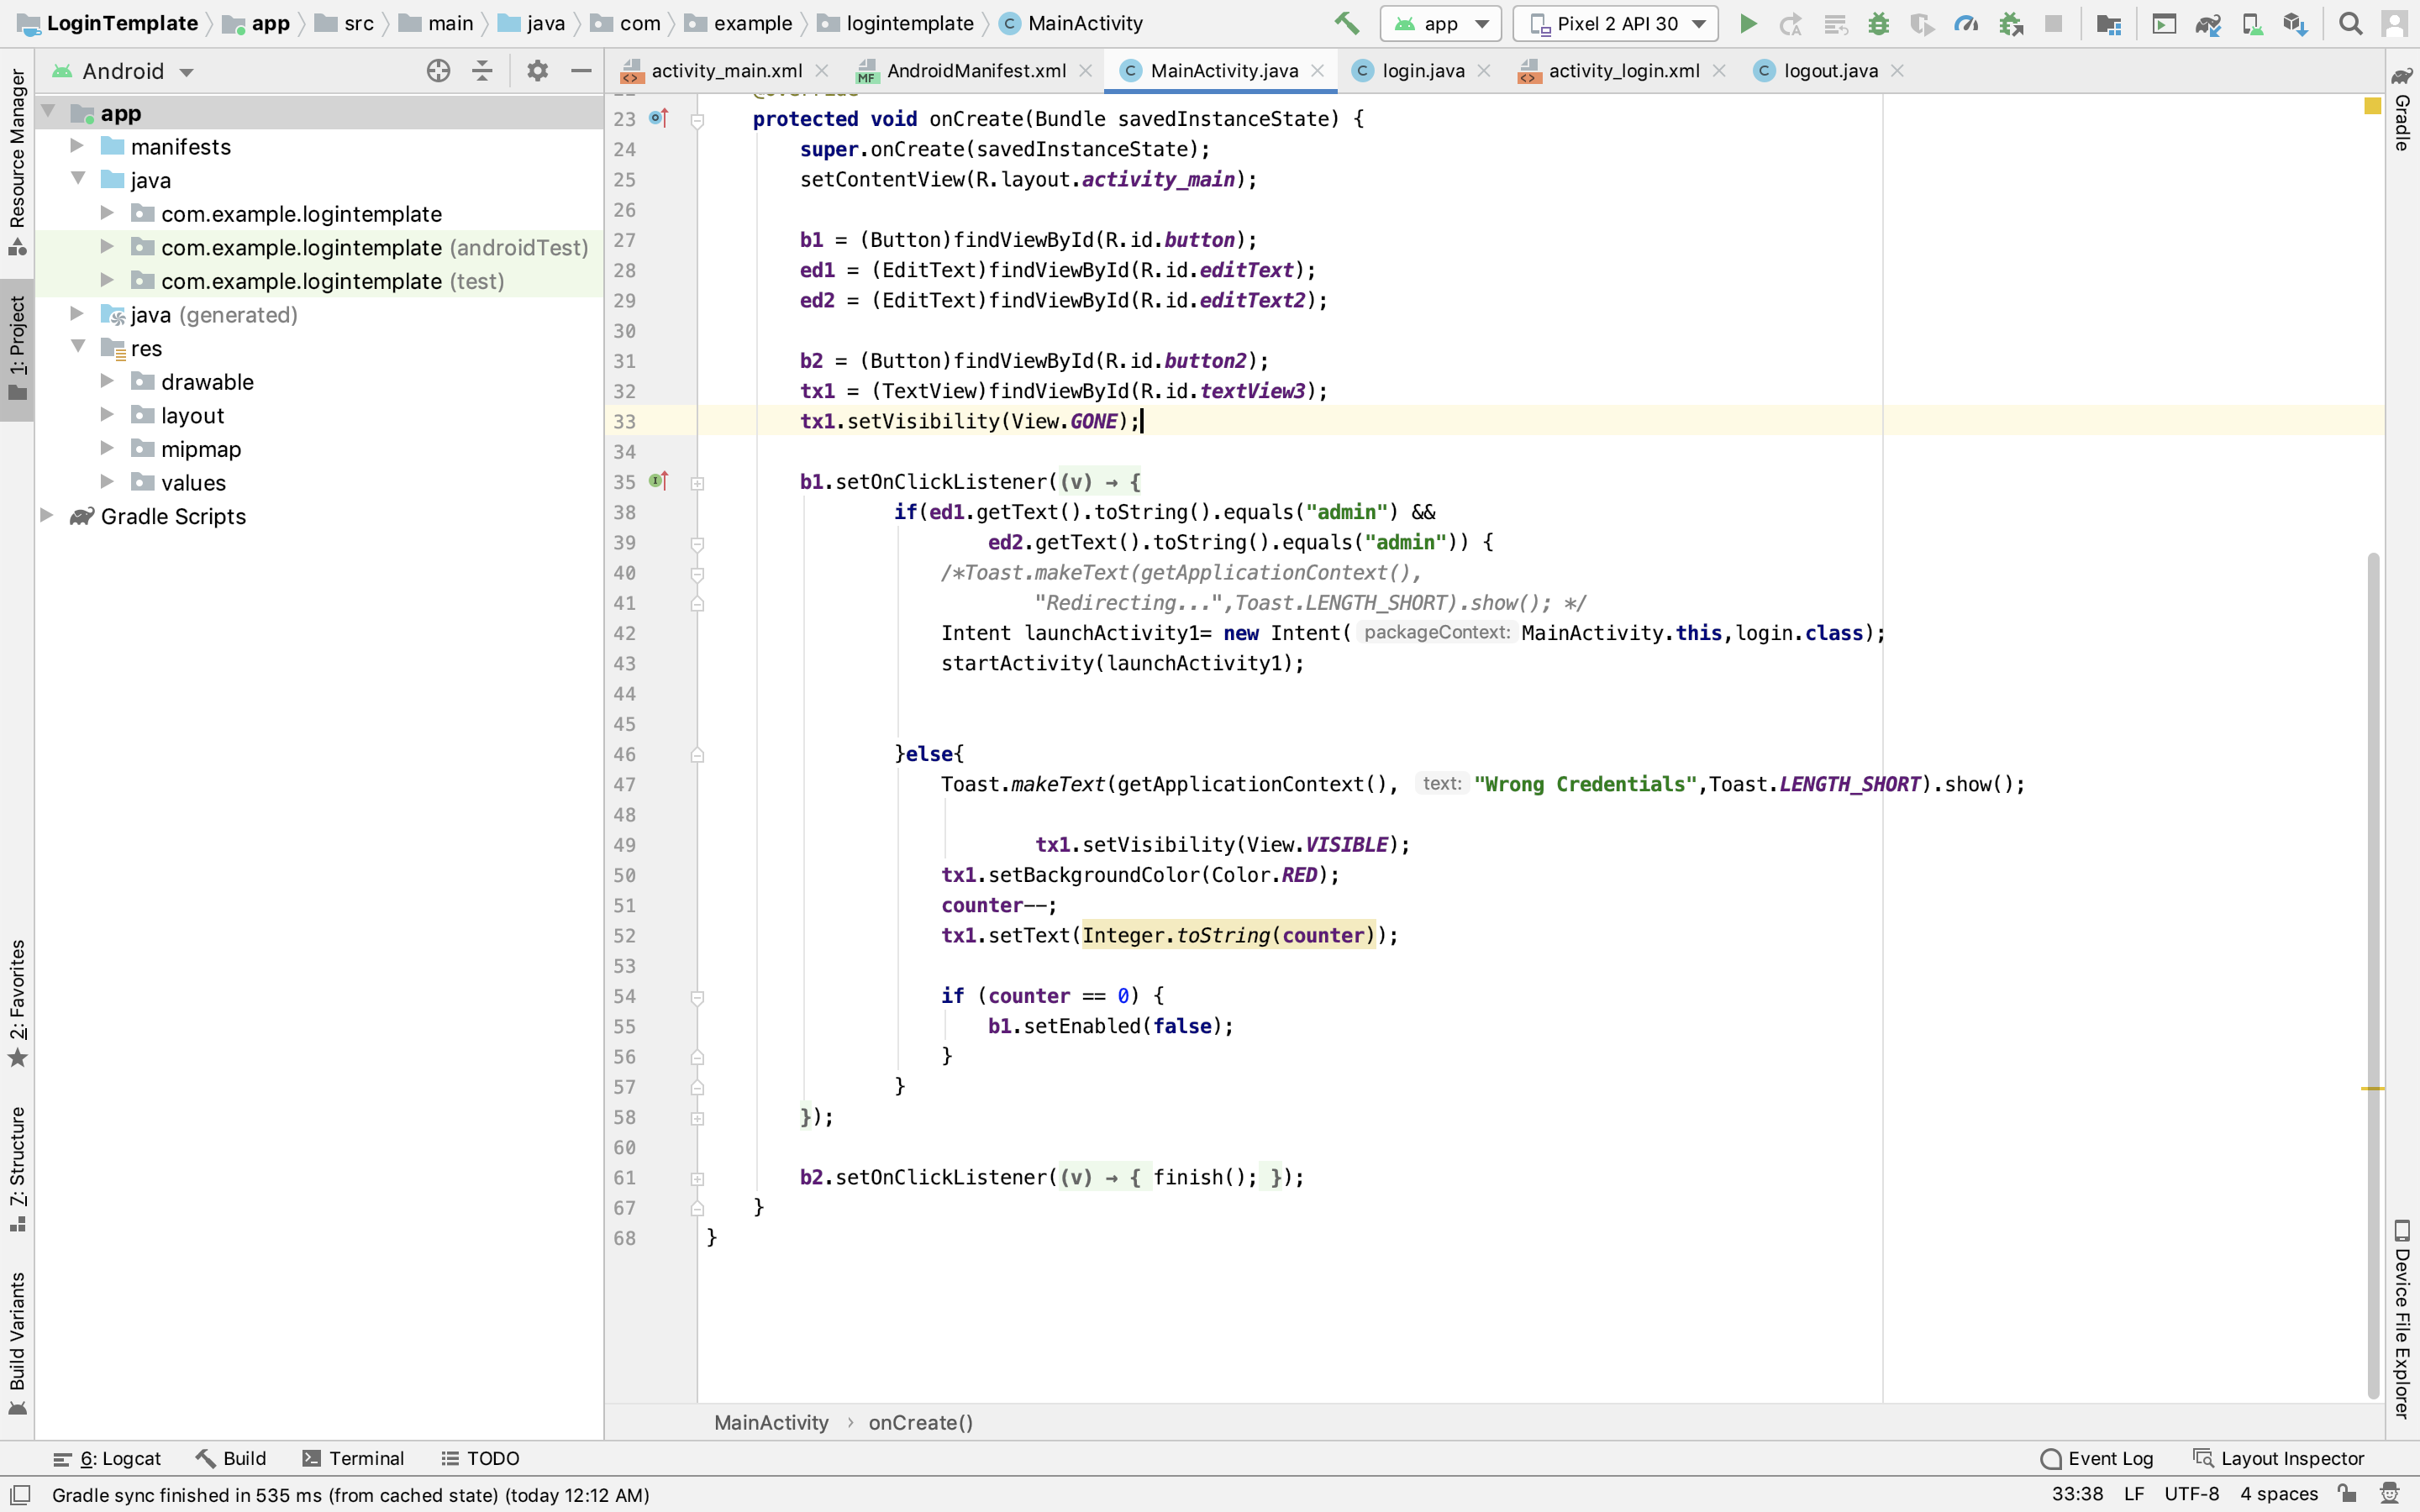 LoginTemplate app src main java com example logintemplate MainActivity app Pixel 2 API 30
Android
activity_main.xml AndroidManifest.xml MainActivity.java login.java activity_login.xml logout.java
app
manifests
java
com.example.logintemplate
com.example.logintemplate (androidTest)
com.example.logintemplate (test)
java (generated)
res
drawable
layout
mipmap
values
Gradle Scripts
Resource Manager
1: Project
2: Favorites
7: Structure
Build Variants
23 protected void onCreate(Bundle savedInstanceState) {
24 super.onCreate(savedInstanceState);
25 setContentView(R.layout.activity_main);
26
27 b1 = (Button)findViewById(R.id.button);
28 ed1 = (EditText)findViewById(R.id.editText);
29 ed2 = (EditText)findViewById(R.id.editText2);
30
31 b2 = (Button)findViewById(R.id.button2);
32 tx1 = (TextView)findViewById(R.id.textView3);
33 tx1.setVisibility(View.GONE);
34
35 b1.setOnClickListener((v) → {
38 if(ed1.getText().toString().equals("admin") &&
39 ed2.getText().toString().equals("admin")) {
40 /*Toast.makeText(getApplicationContext(),
41 "Redirecting...",Toast.LENGTH_SHORT).show(); */
42 Intent launchActivity1= new Intent( packageContext: MainActivity.this,login.class);
43 startActivity(launchActivity1);
44
45
46 }else{
47 Toast.makeText(getApplicationContext(), text: "Wrong Credentials",Toast.LENGTH_SHORT).show();
48
49 tx1.setVisibility(View.VISIBLE);
50 tx1.setBackgroundColor(Color.RED);
51 counter--;
52 tx1.setText(Integer.toString(counter));
53
54 if (counter == 0) {
55 b1.setEnabled(false);
56 }
57 }
58 });
60
61 b2.setOnClickListener((v) → { finish(); });
67 }
68 }
Gradle
Device File Explorer
MainActivity › onCreate()
6: Logcat Build Terminal TODO Event Log Layout Inspector
Gradle sync finished in 535 ms (from cached state) (today 12:12 AM) 33:38 LF UTF-8 4 spaces